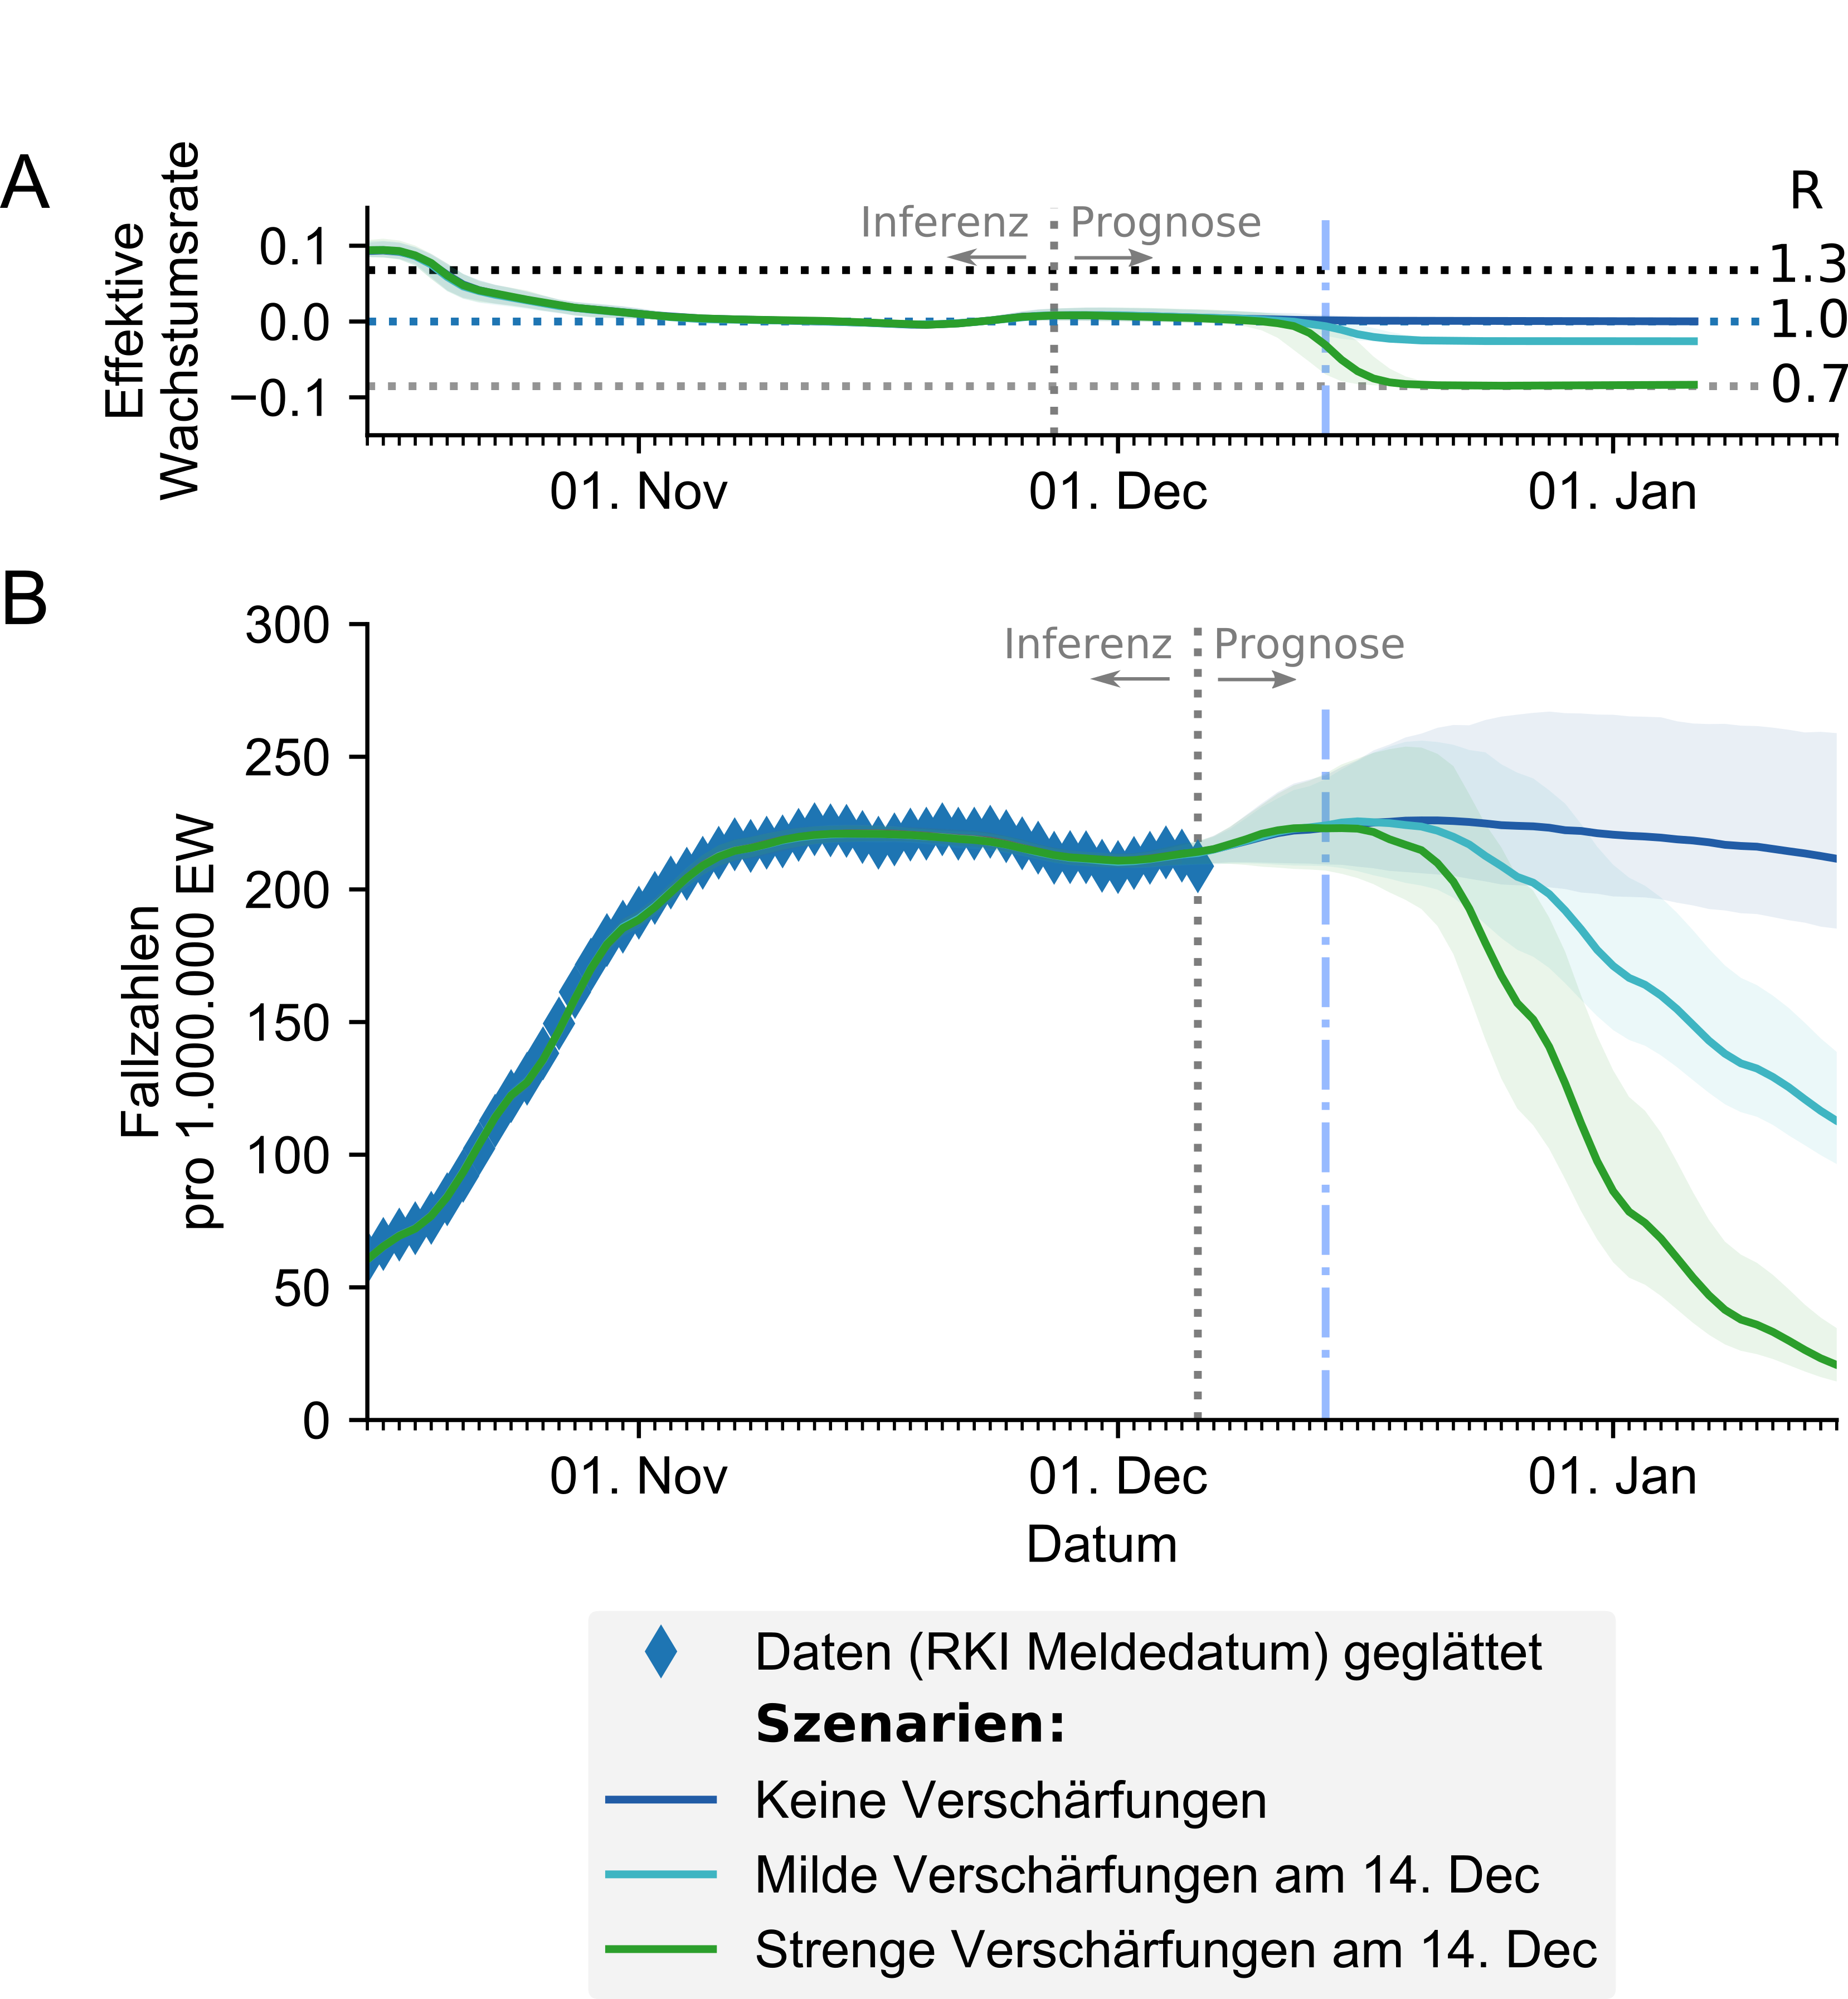 A
Effektive
Wachstumsrate
R
Inferenz
Prognose
0.1
0.0
−0.1
1.3
1.0
0.7
01. Nov
01. Dec
01. Jan
B
Fallzahlen
pro 1.000.000 EW
Inferenz
Prognose
300
250
200
150
100
50
0
01. Nov
01. Dec
01. Jan
Datum
Daten (RKI Meldedatum) geglättet
Szenarien:
Keine Verschärfungen
Milde Verschärfungen am 14. Dec
Strenge Verschärfungen am 14. Dec